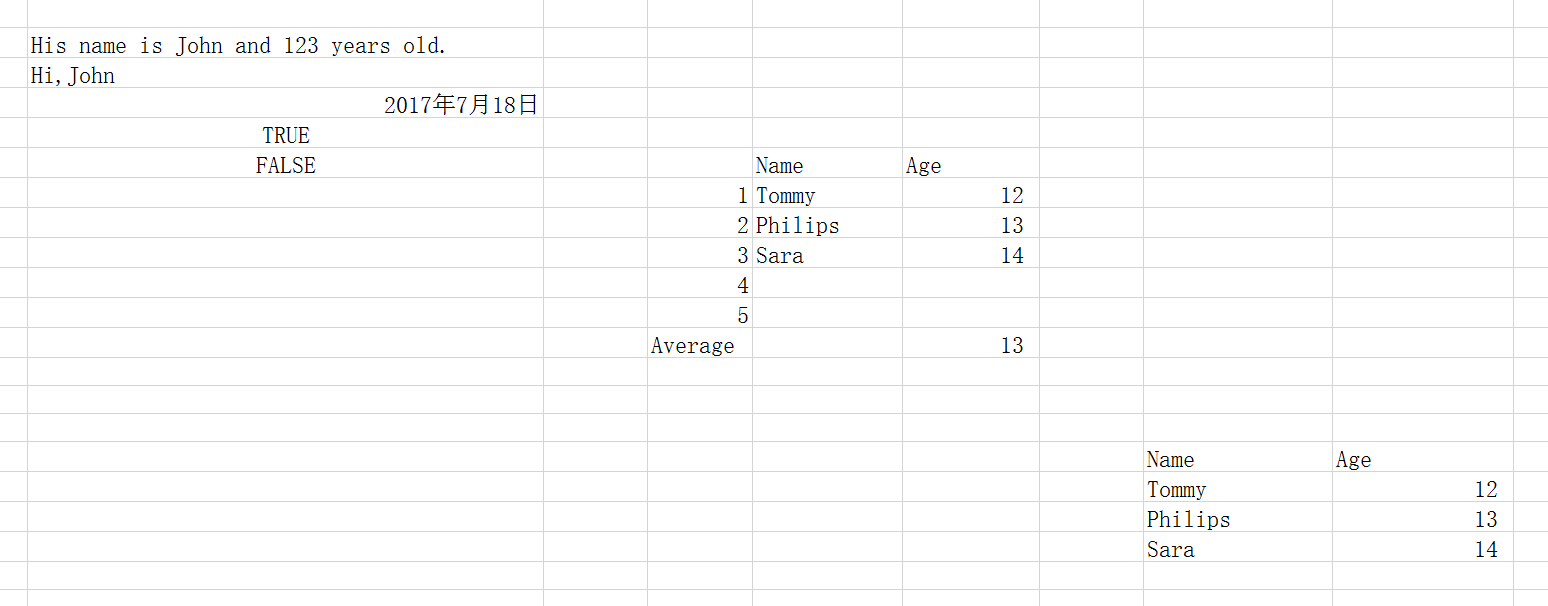 His name is John and 123 years old.
Hi,John
2017年7月18日
TRUE
FALSE Name Age
1 Tommy 12
2 Philips 13
3 Sara 14
4
5
Average 13
Name Age
Tommy 12
Philips 13
Sara 14